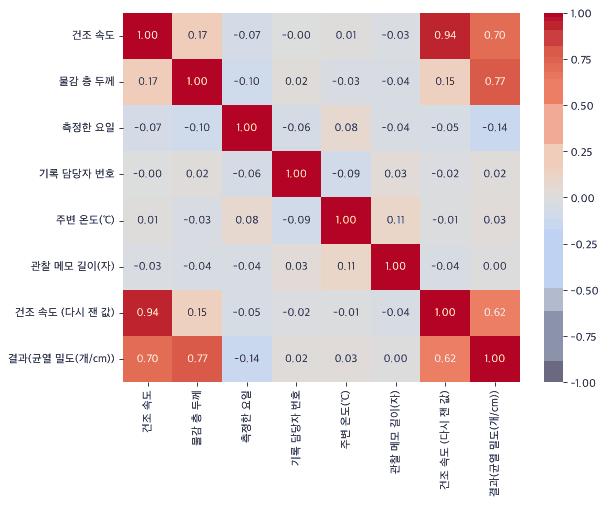 건조 속도 1.00 0.17 -0.07 -0.00 0.01 -0.03 0.94 0.70
물감 층 두께 0.17 1.00 -0.10 0.02 -0.03 -0.04 0.15 0.77
측정한 요일 -0.07 -0.10 1.00 -0.06 0.08 -0.04 -0.05 -0.14
기록 담당자 번호 -0.00 0.02 -0.06 1.00 -0.09 0.03 -0.02 0.02
주변 온도(℃) 0.01 -0.03 0.08 -0.09 1.00 0.11 -0.01 0.03
관찰 메모 길이(자) -0.03 -0.04 -0.04 0.03 0.11 1.00 -0.04 0.00
건조 속도 (다시 잰 값) 0.94 0.15 -0.05 -0.02 -0.01 -0.04 1.00 0.62
결과(균열 밀도(개/cm)) 0.70 0.77 -0.14 0.02 0.03 0.00 0.62 1.00
건조 속도
물감 층 두께
측정한 요일
기록 담당자 번호
주변 온도(℃)
관찰 메모 길이(자)
건조 속도 (다시 잰 값)
결과(균열 밀도(개/cm))
1.00
0.75
0.50
0.25
0.00
-0.25
-0.50
-0.75
-1.00